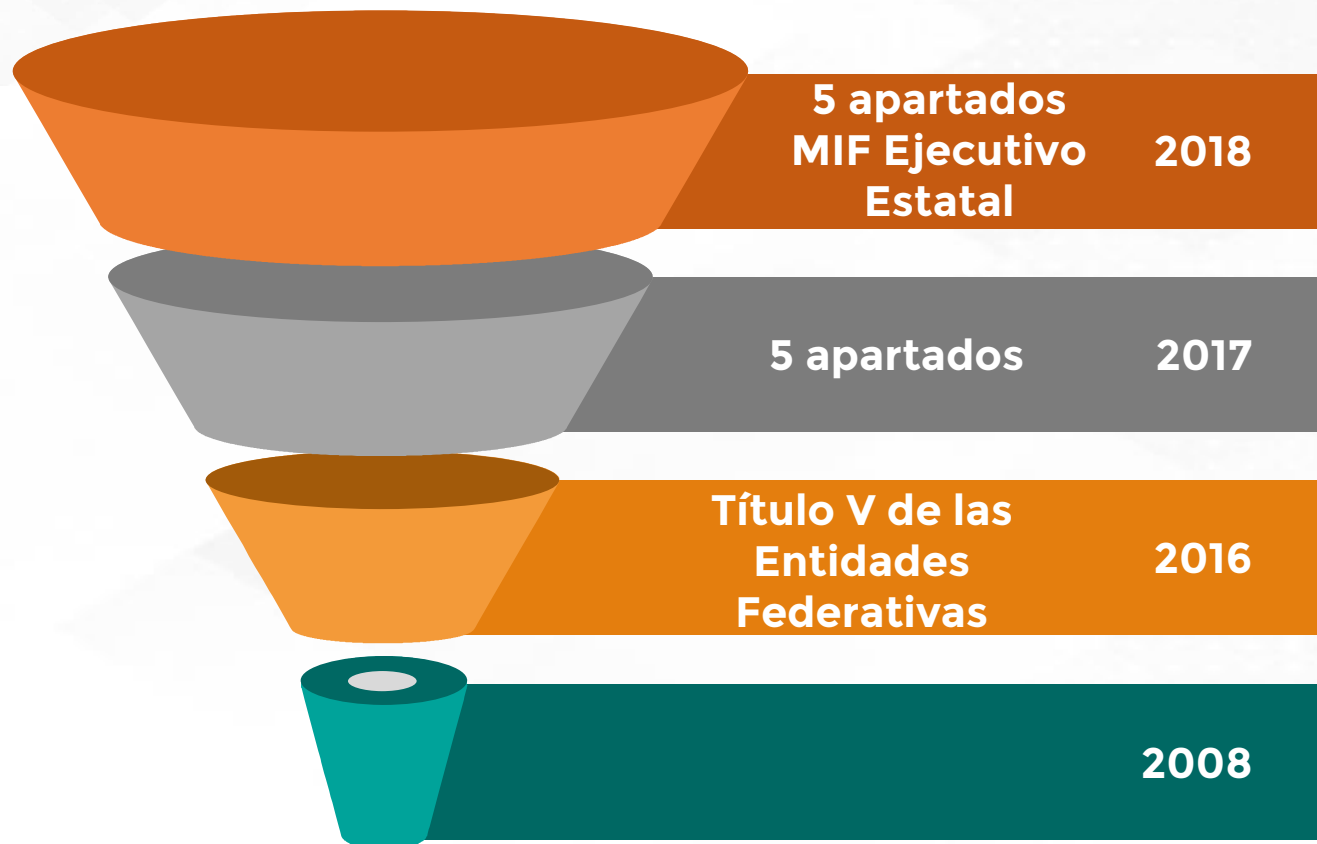 5 apartados
MIF Ejecutivo
Estatal
2018
5 apartados
2017
Título V de las
Entidades
Federativas
2016
2008